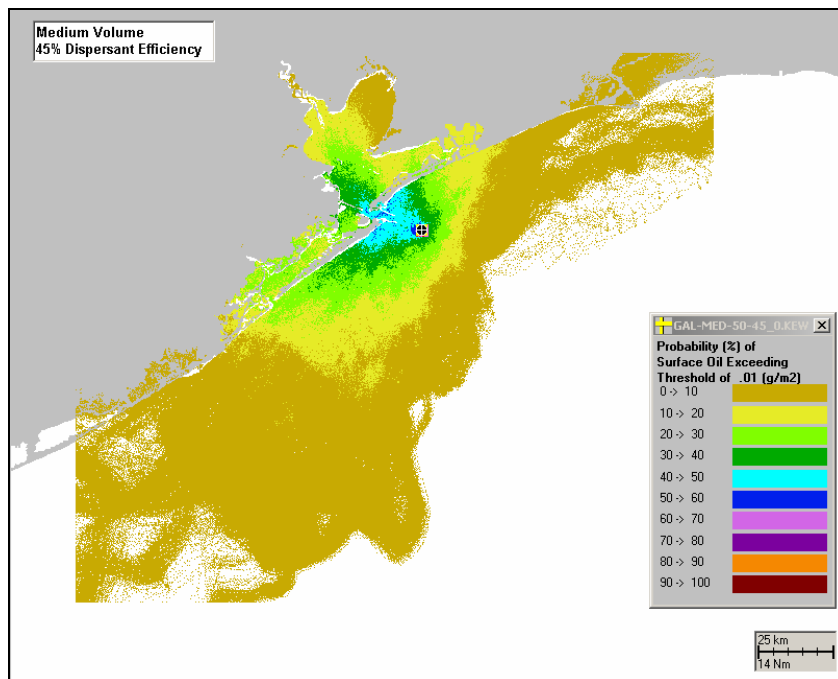 Medium Volume
45% Dispersant Efficiency
GAL-MED-50-45_0.KEW
Probability (%) of
Surface Oil Exceeding
Threshold of .01 (g/m2)
0 -> 10
10 -> 20
20 -> 30
30 -> 40
40 -> 50
50 -> 60
60 -> 70
70 -> 80
80 -> 90
90 -> 100
25 km
14 Nm